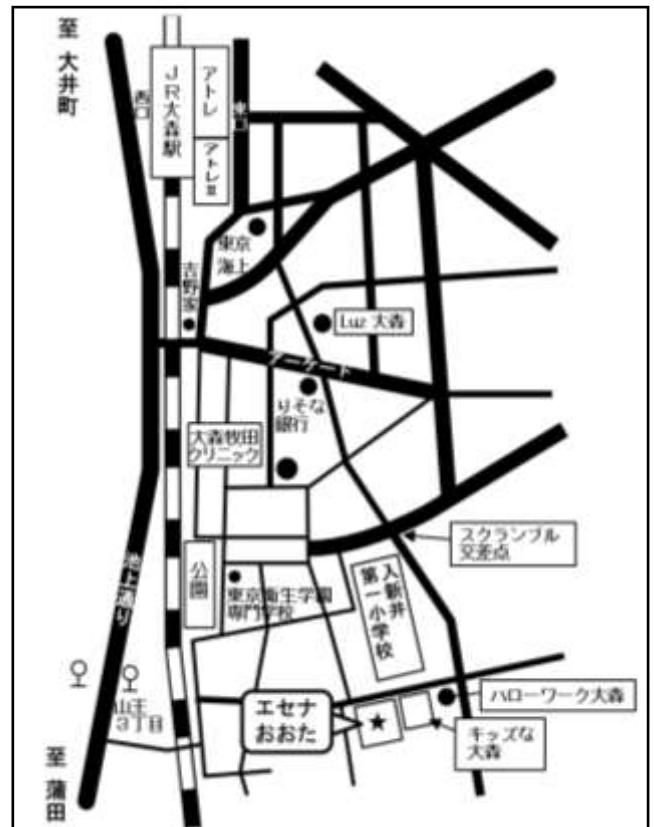 至 大井町
西口
JR大森駅
アトレ
アトレⅡ
東口
東京
海上
吉野家
Luz 大森
アーケード
りそな
銀行
大森牧田
クリニック
スクランブル
交差点
公園
東京衛生学園
専門学校
入新井
第一小学校
池上通り
山王
3丁目
エセナ
おおた
★
ハローワーク大森
キッズな
大森
至 蒲田